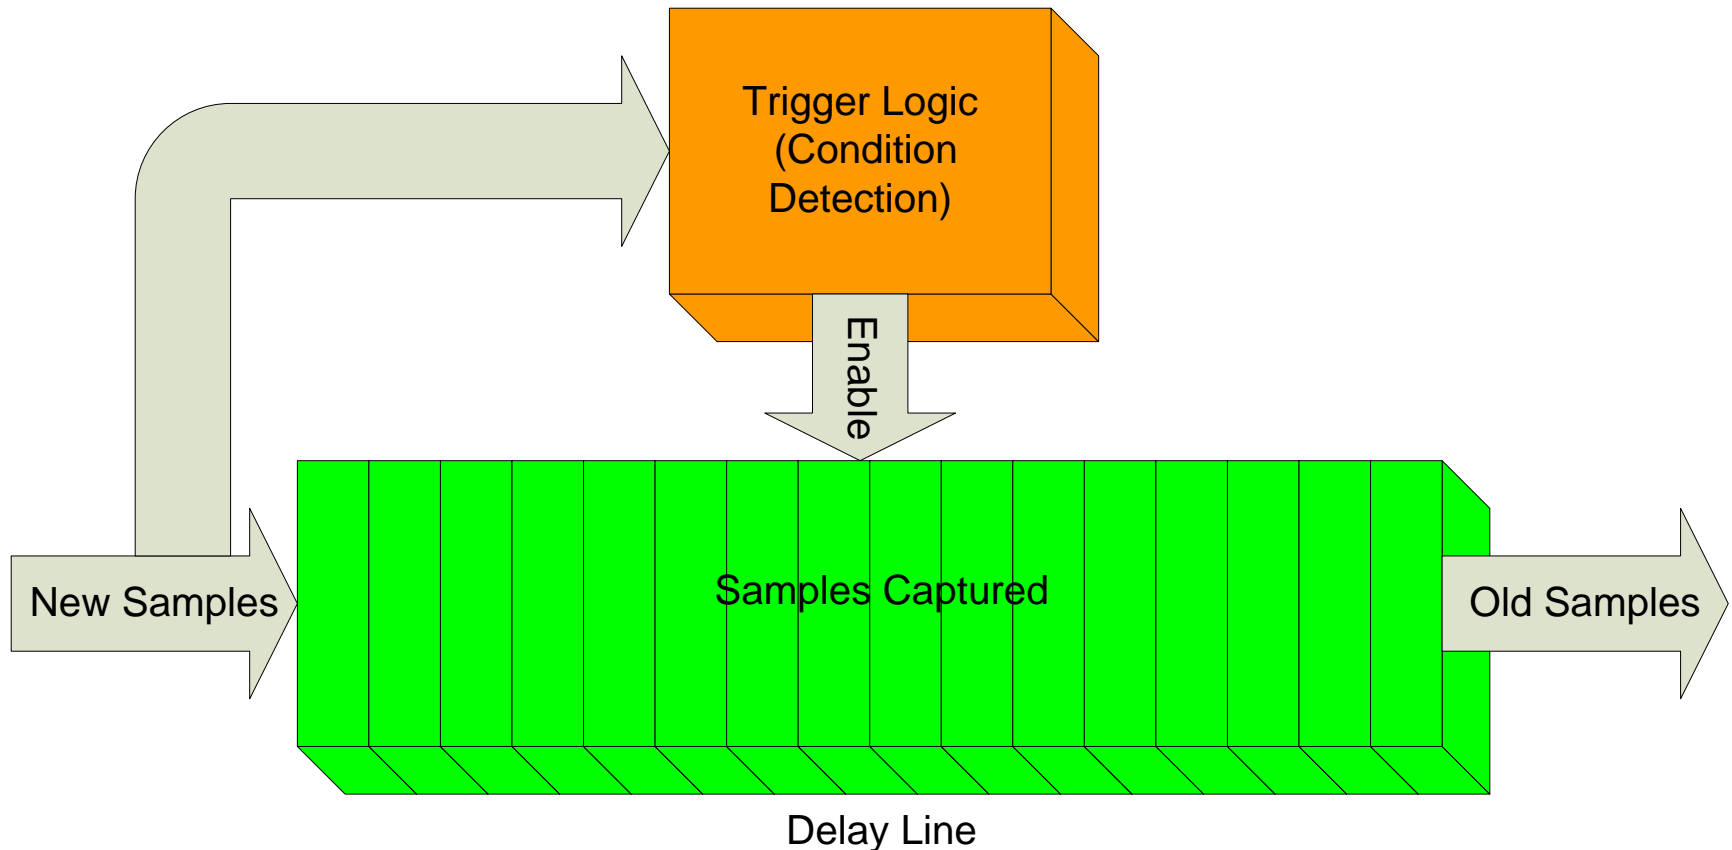 Trigger Logic
(Condition
Detection)
Enable
New Samples
Samples Captured
Old Samples
Delay Line